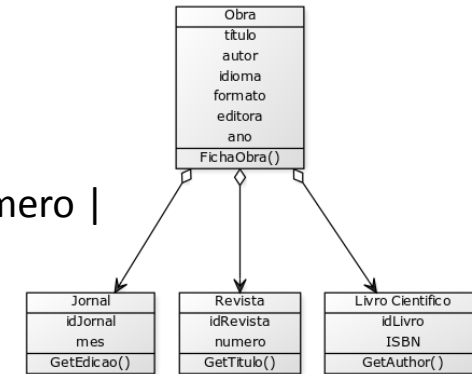 Obra
título
autor
idioma
formato
editora
ano
FichaObra()
mero |
Jornal
idJornal
mes
GetEdicao()
Revista
idRevista
numero
GetTitulo()
Livro Cientifico
idLivro
ISBN
GetAuthor()